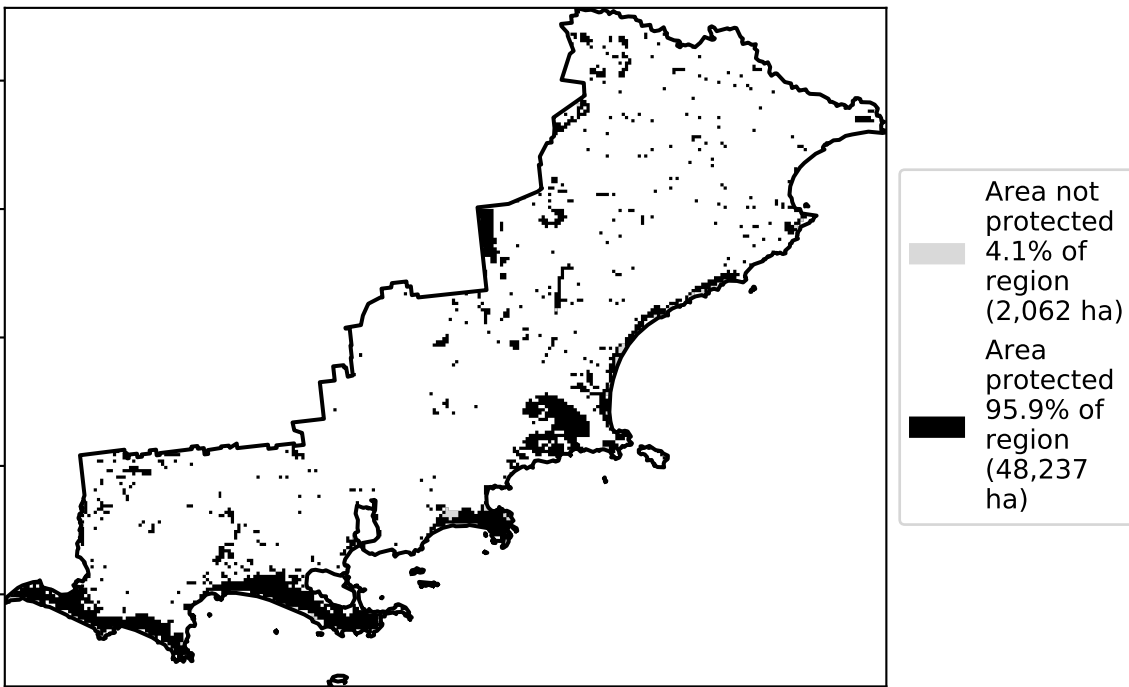 Area not
protected
4.1% of
region
(2,062 ha)
Area
protected
95.9% of
region
(48,237
ha)